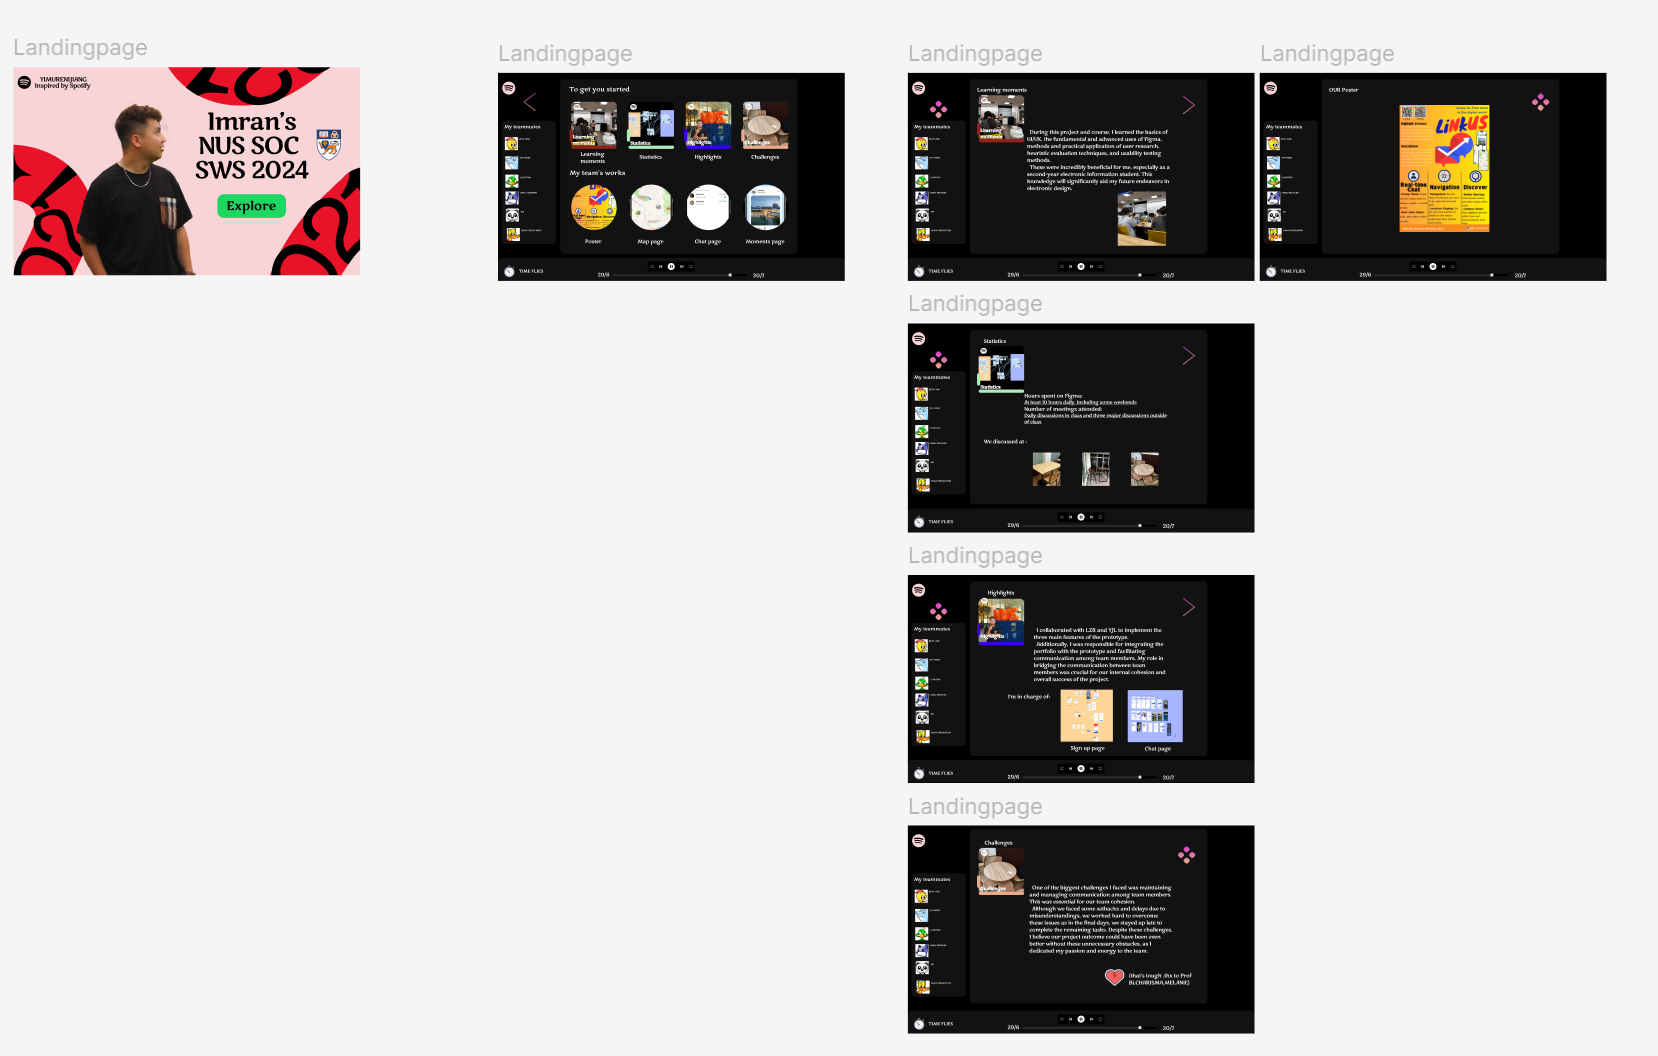 Landingpage
YIMURENJIANG
Inspired by Spotify
Imran's
NUS SOC
SWS 2024
Explore
Landingpage
To get you started
My teammates
Learning
moments
Statistics
Highlights
Challenges
Learning
moments
Statistics
Highlights
Challenges
My team's works
Poster
Map page
Chat page
Moments page
TIME FLIES
29/6
20/7
Landingpage
Learning moments
Learning
moments
My teammates
During this project and course, I learned the basics of
UI/UX, the fundamental and advanced uses of Figma,
methods and practical application of user research,
heuristic evaluation techniques, and usability testing
methods.
These were incredibly beneficial for me, especially as a
second-year electronic information student. This
knowledge will significantly aid my future endeavors in
electronic design.
TIME FLIES
29/6
20/7
Landingpage
OUR Poster
My teammates
LiNKUS
Real-time
Chat
Navigation
Discover
TIME FLIES
29/6
20/7
Landingpage
Statistics
Statistics
My teammates
Hours spent on Figma:
At least 10 hours daily, including some weekends
Number of meetings attended:
Daily discussions in class and three major discussions outside
of class
We discussed at :
TIME FLIES
29/6
20/7
Landingpage
Highlights
Highlights
My teammates
I collaborated with LZR and YJL to implement the
three main features of the prototype.
Additionally, I was responsible for integrating the
portfolio with the prototype and facilitating
communication among team members. My role in
bridging the communication between team
members was crucial for our internal cohesion and
overall success of the project.
I'm in charge of:
Sign up page
Chat page
TIME FLIES
29/6
20/7
Landingpage
Challenges
Challenges
My teammates
One of the biggest challenges I faced was maintaining
and managing communication among team members.
This was essential for our team cohesion.
Although we faced some setbacks and delays due to
misunderstandings, we worked hard to overcome
these issues as in the final days, we stayed up late to
complete the remaining tasks. Despite these challenges,
I believe our project outcome could have been even
better without these unnecessary obstacles, as I
dedicated my passion and energy to the team.
that's tough ,thx to Prof
Bi,CHARISMA,MELANIE)
TIME FLIES
29/6
20/7